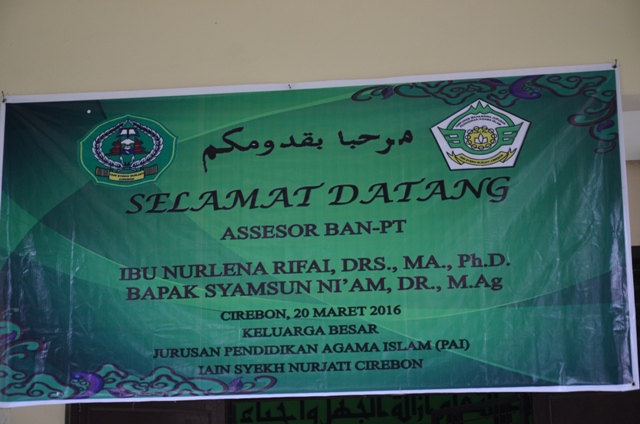 مرحبا بقدومكم
SELAMAT DATANG
ASSESOR BAN-PT
IBU NURLENA RIFAI, DRS., MA., Ph.D.
BAPAK SYAMSUN NI'AM, DR., M.Ag
CIREBON, 20 MARET 2016
KELUARGA BESAR
JURUSAN PENDIDIKAN AGAMA ISLAM (PAI)
IAIN SYEKH NURJATI CIREBON